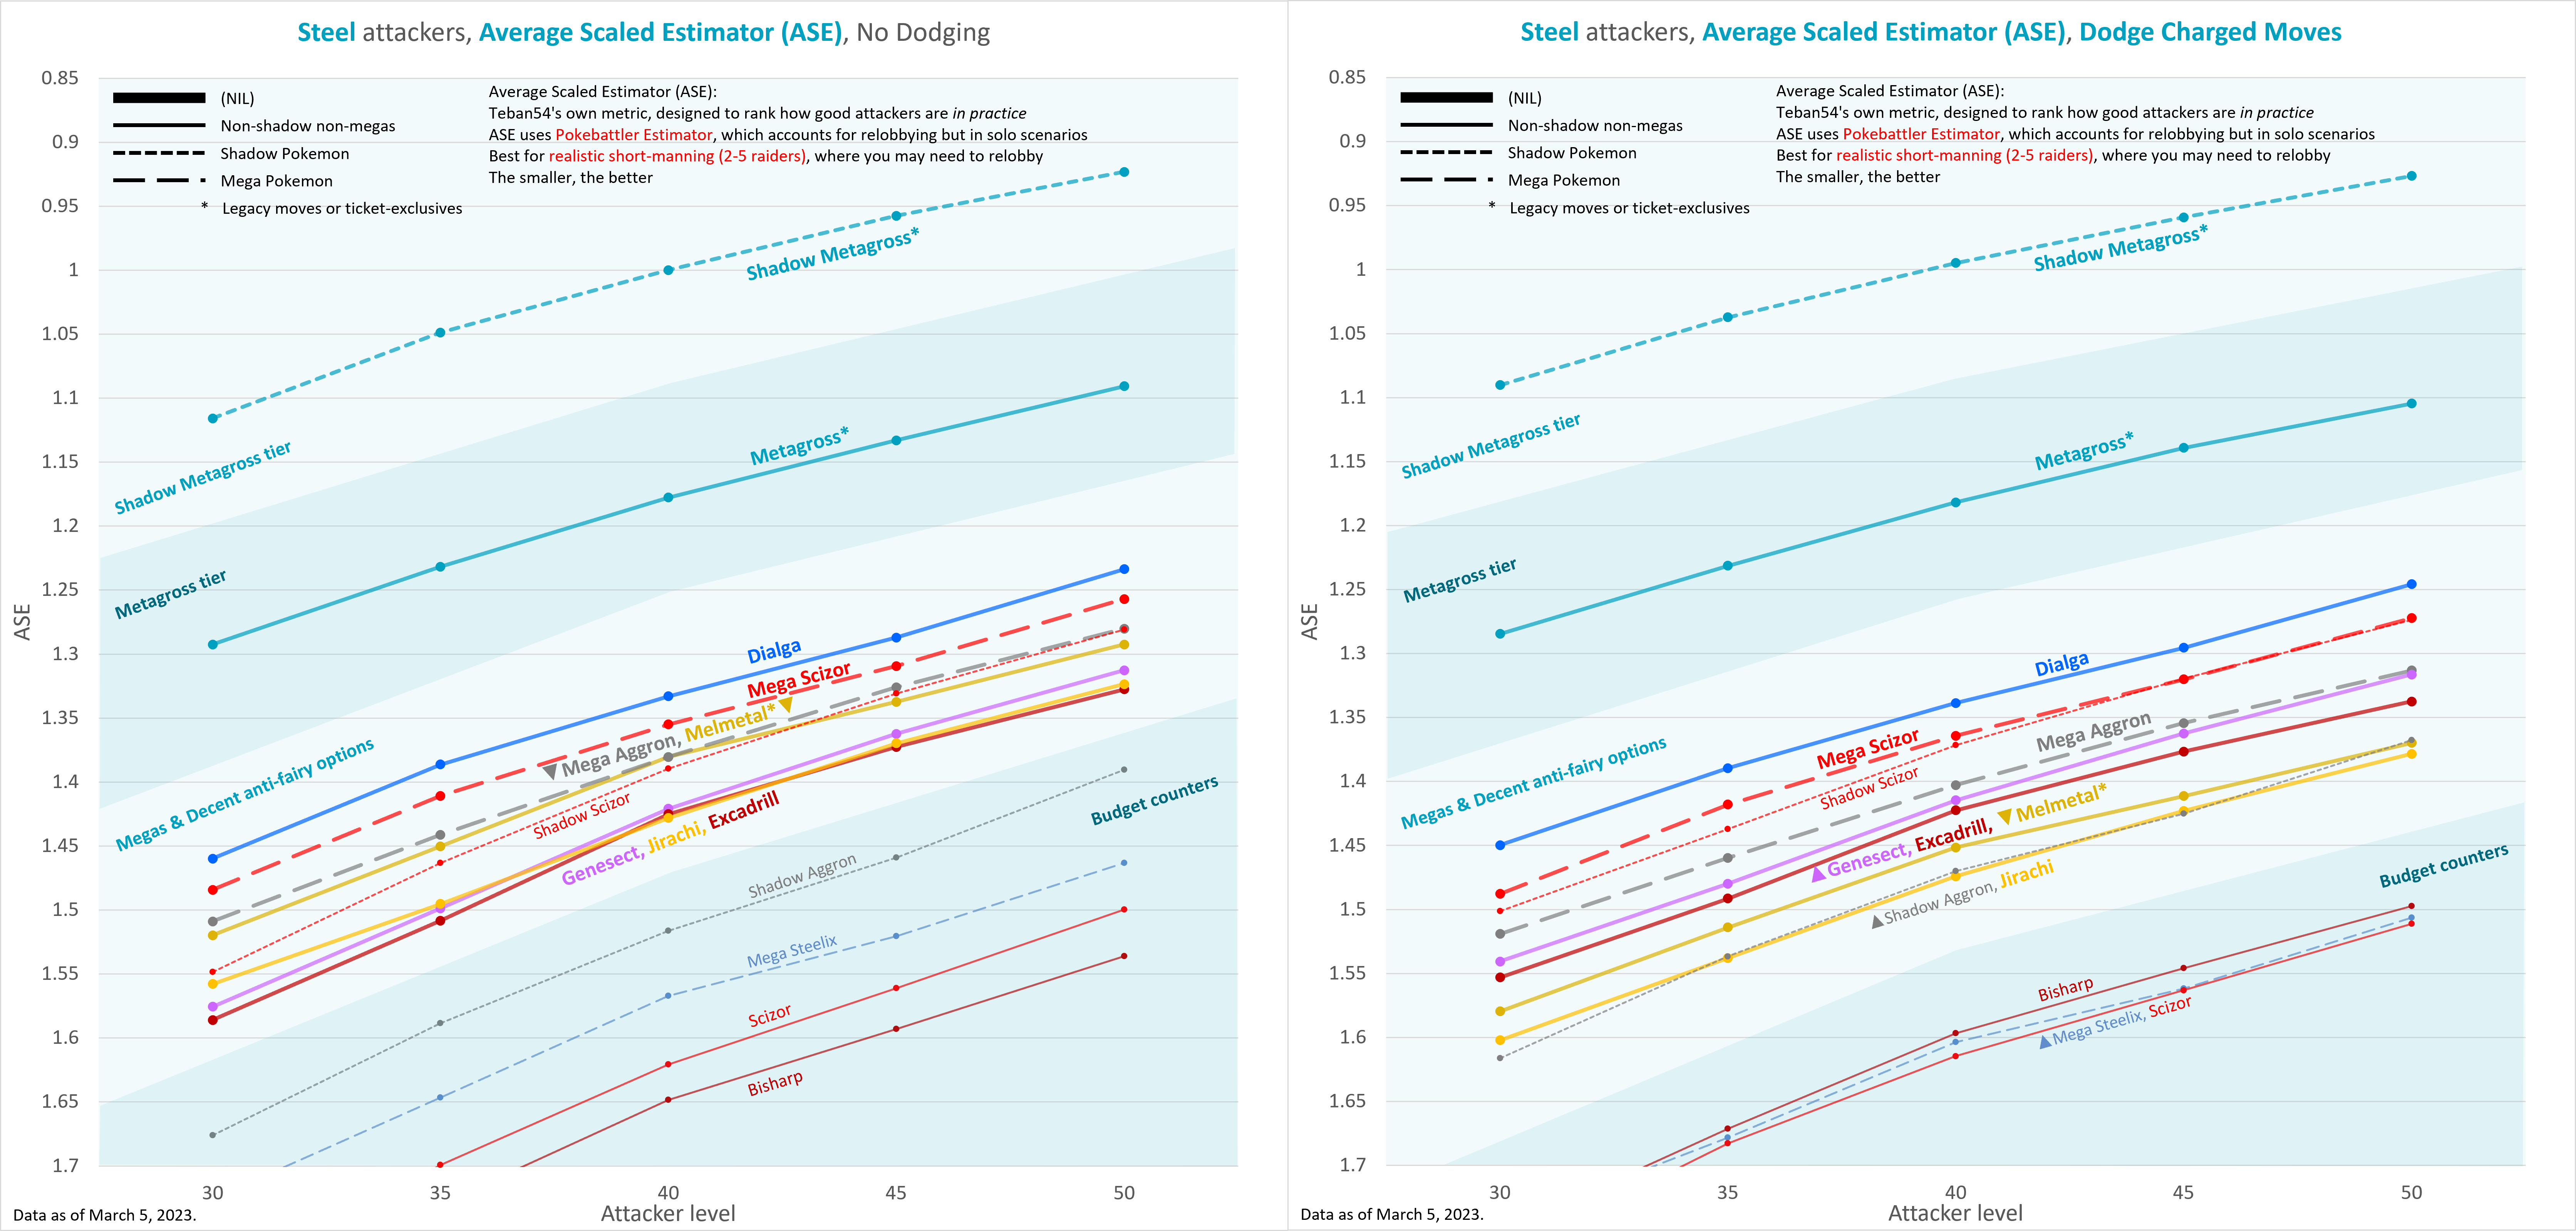 Steel attackers, Average Scaled Estimator (ASE), No Dodging
(NIL)
Non-shadow non-megas
Shadow Pokemon
Mega Pokemon
* Legacy moves or ticket-exclusives
Average Scaled Estimator (ASE):
Teban54's own metric, designed to rank how good attackers are in practice
ASE uses Pokebattler Estimator, which accounts for relobbying but in solo scenarios
Best for realistic short-manning (2-5 raiders), where you may need to relobby
The smaller, the better
0.85
0.9
0.95
1
1.05
1.1
1.15
1.2
1.25
1.3
1.35
1.4
1.45
1.5
1.55
1.6
1.65
1.7
ASE
Shadow Metagross*
Shadow Metagross tier
Metagross*
Metagross tier
Dialga
Mega Scizor
▼Mega Aggron, Melmetal*▼
Megas & Decent anti-fairy options
Shadow Scizor
Genesect, Jirachi, Excadrill
Budget counters
Shadow Aggron
Mega Steelix
Scizor
Bisharp
30 35 40 45 50
Attacker level
Data as of March 5, 2023.
Steel attackers, Average Scaled Estimator (ASE), Dodge Charged Moves
(NIL)
Non-shadow non-megas
Shadow Pokemon
Mega Pokemon
* Legacy moves or ticket-exclusives
Average Scaled Estimator (ASE):
Teban54's own metric, designed to rank how good attackers are in practice
ASE uses Pokebattler Estimator, which accounts for relobbying but in solo scenarios
Best for realistic short-manning (2-5 raiders), where you may need to relobby
The smaller, the better
0.85
0.9
0.95
1
1.05
1.1
1.15
1.2
1.25
1.3
1.35
1.4
1.45
1.5
1.55
1.6
1.65
1.7
ASE
Shadow Metagross*
Shadow Metagross tier
Metagross*
Metagross tier
Dialga
Mega Scizor
Mega Aggron
Megas & Decent anti-fairy options
Shadow Scizor
▲Genesect, Excadrill, ▼Melmetal*
▲Shadow Aggron, Jirachi
Budget counters
Bisharp
▲Mega Steelix, Scizor
30 35 40 45 50
Attacker level
Data as of March 5, 2023.